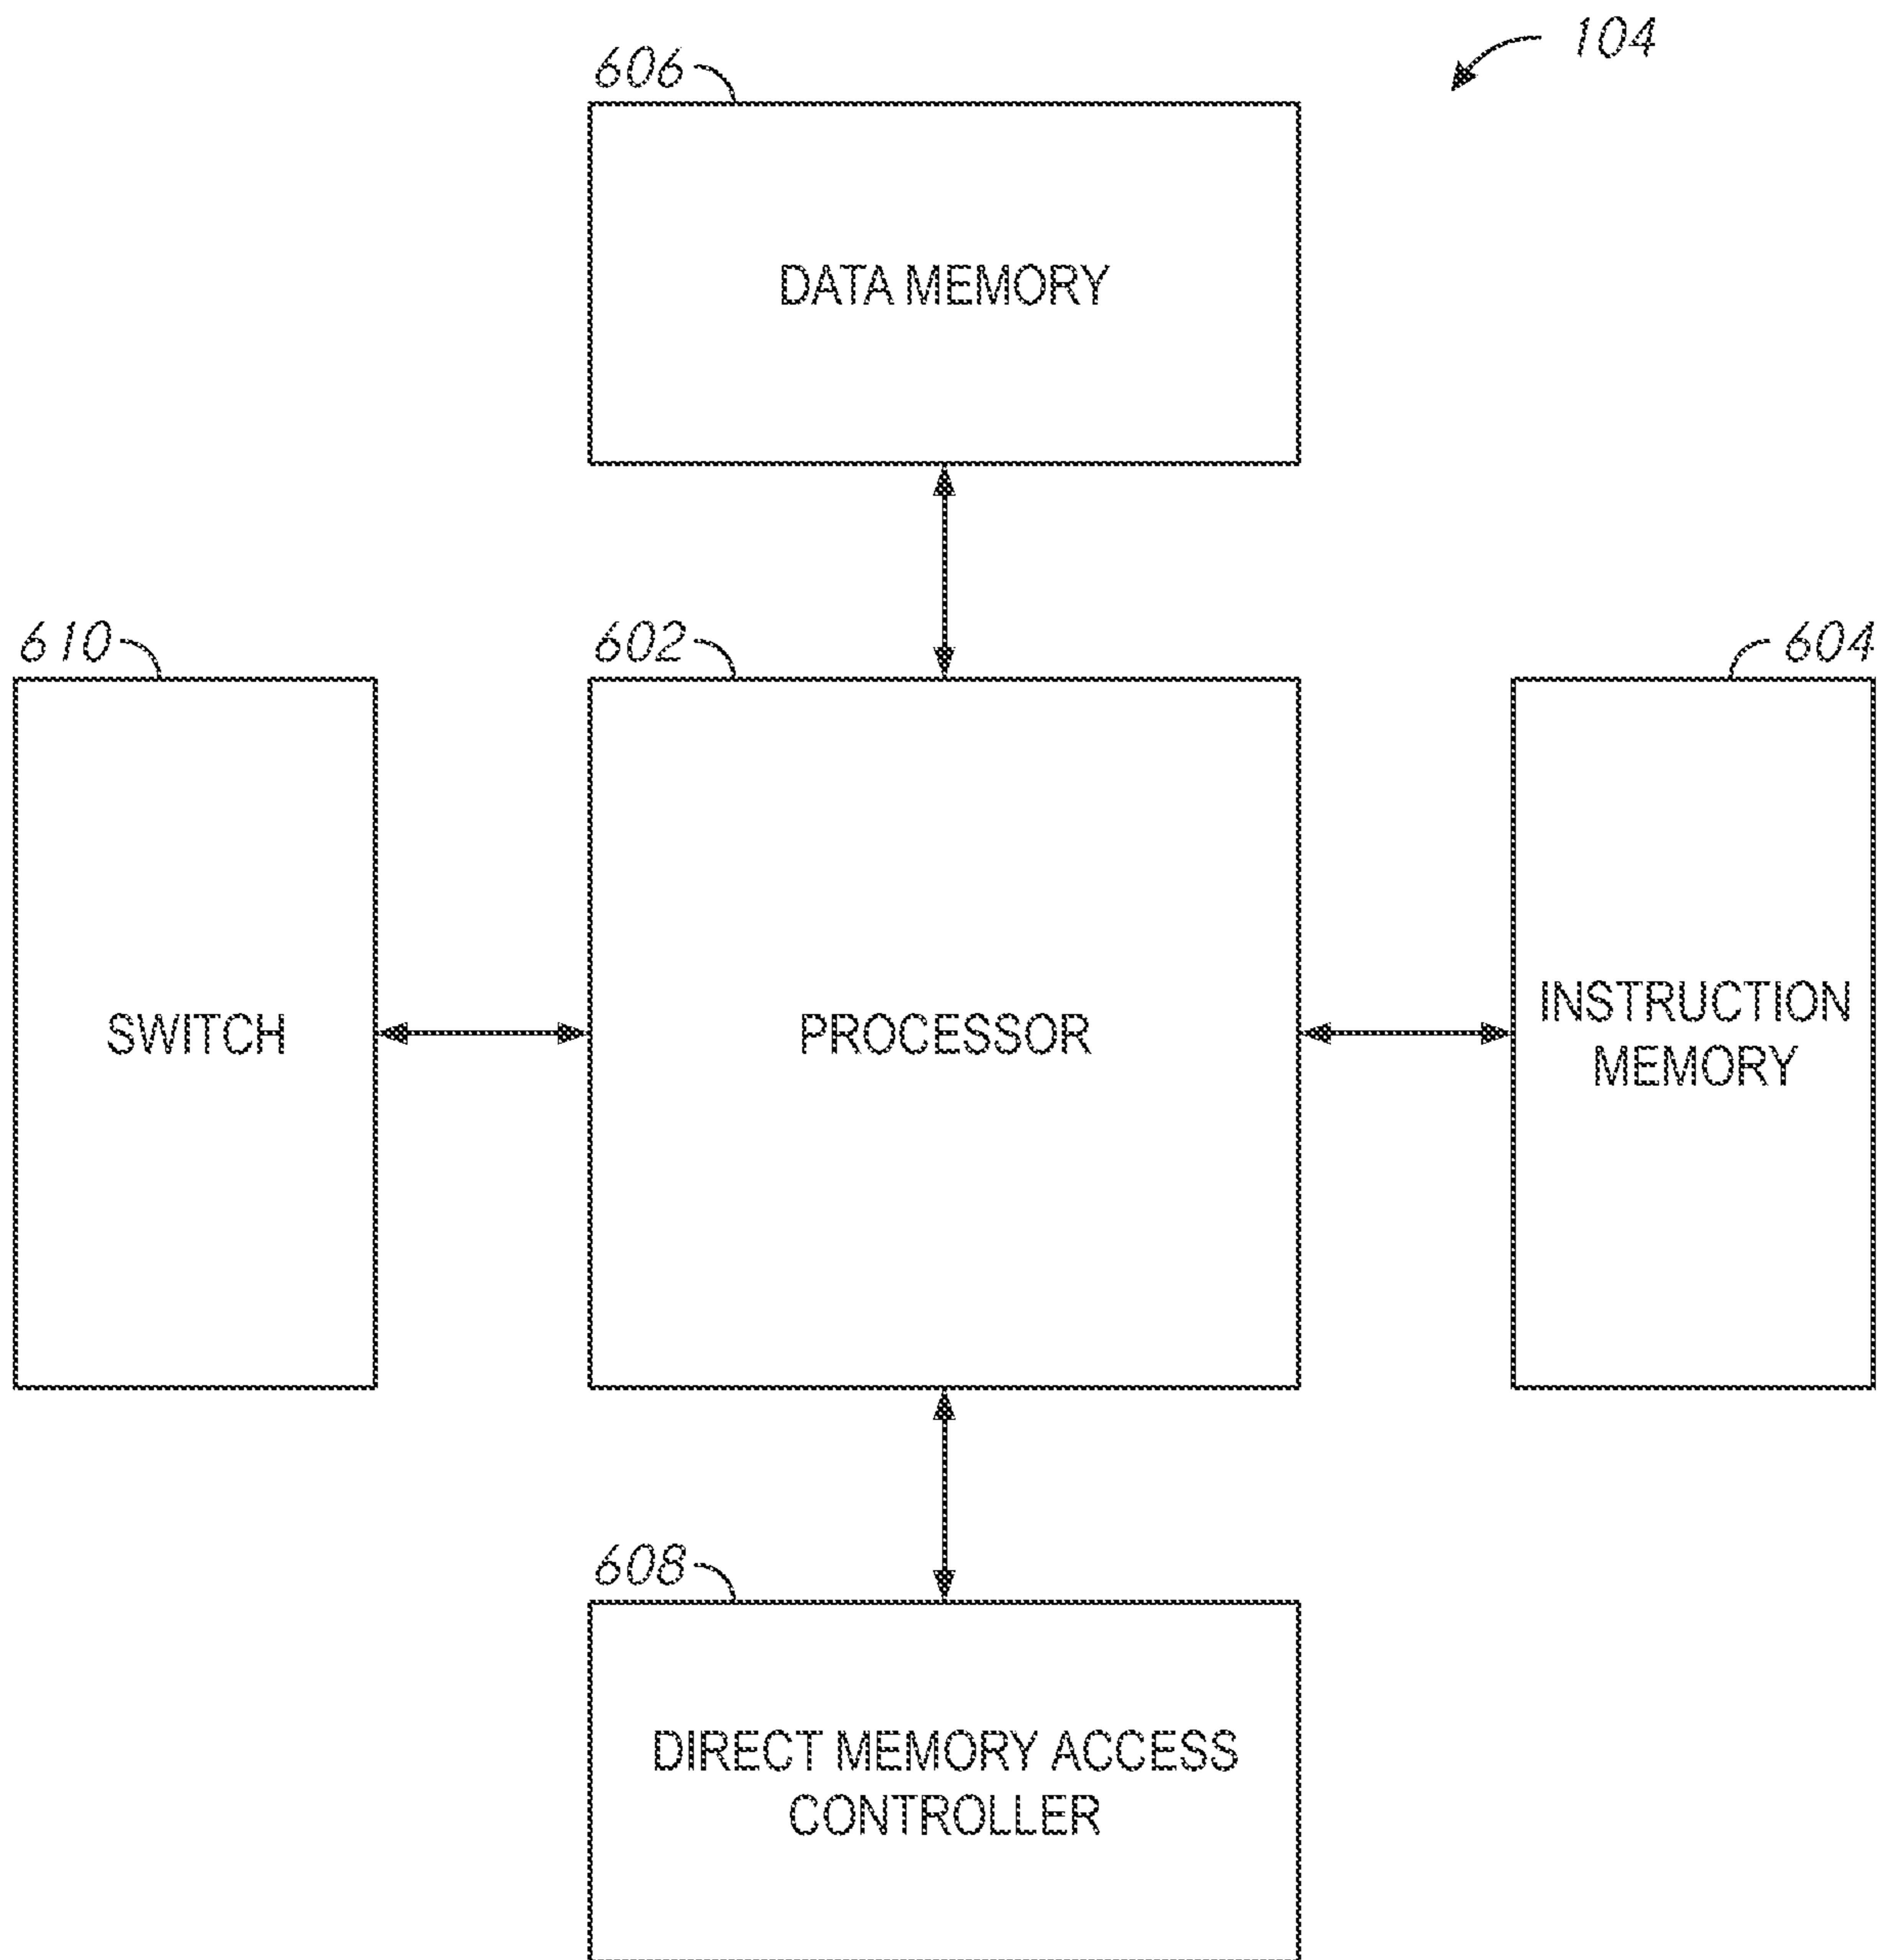 104
606
DATA MEMORY
610
602
604
SWITCH
PROCESSOR
INSTRUCTION
MEMORY
608
DIRECT MEMORY ACCESS
CONTROLLER